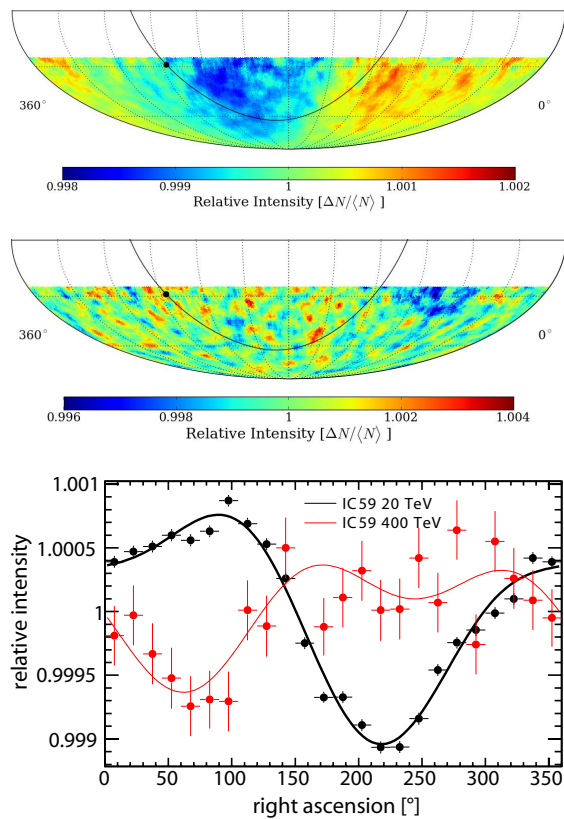 360° 0°
0.998 0.999 1 1.001 1.002
Relative Intensity [ΔN/⟨N⟩ ]
360° 0°
0.996 0.998 1 1.002 1.004
Relative Intensity [ΔN/⟨N⟩ ]
1.001
IC59 20 TeV
IC59 400 TeV
1.0005
1
0.9995
0.999
relative intensity
0 50 100 150 200 250 300 350
right ascension [°]